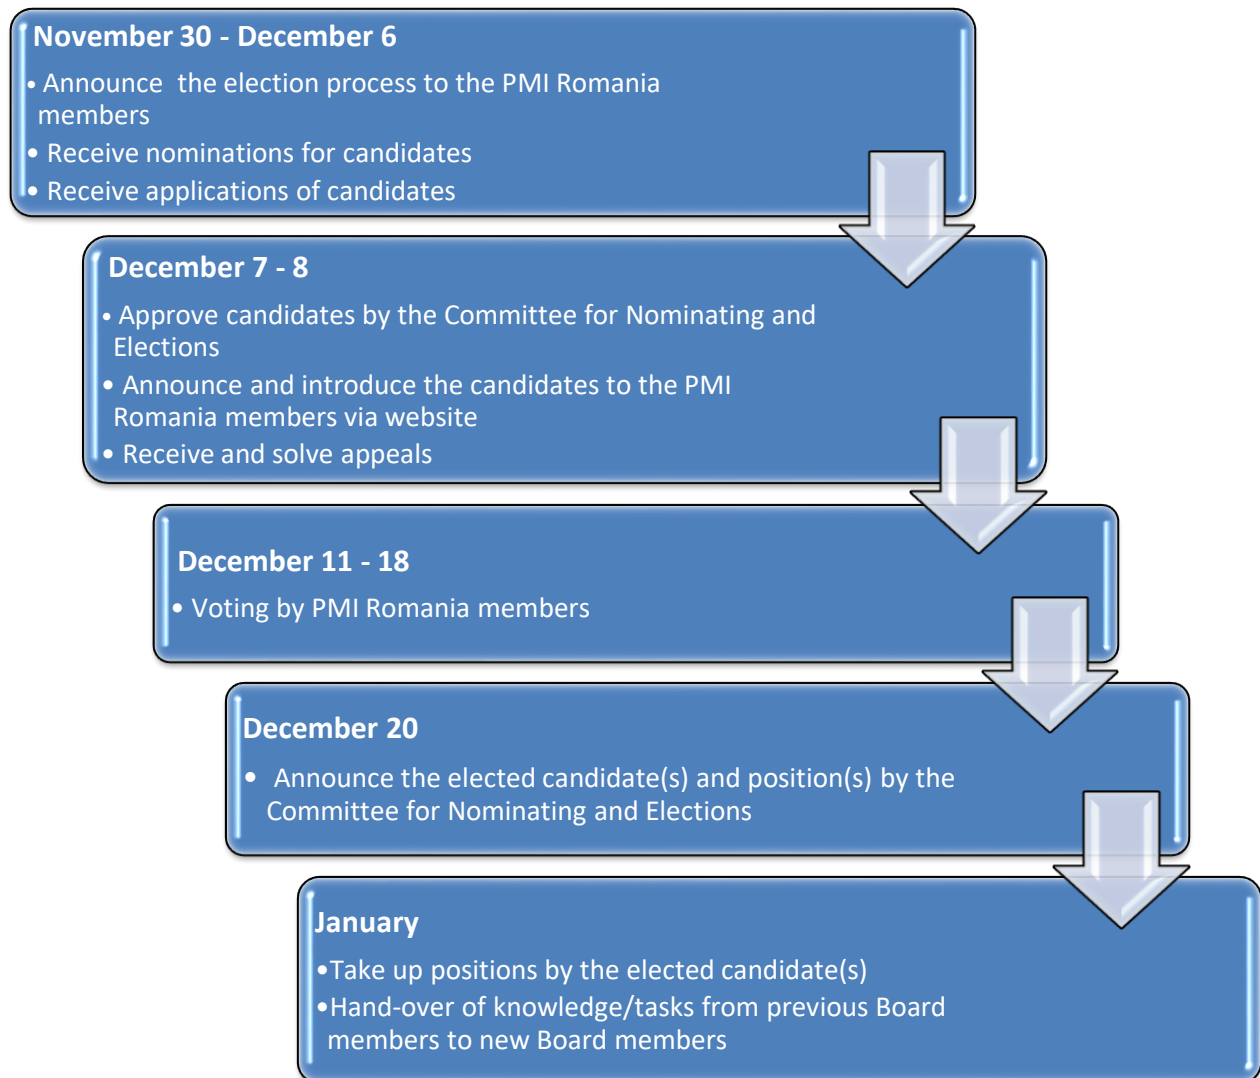 November 30 - December 6
• Announce  the election process to the PMI Romania
members
• Receive nominations for candidates
• Receive applications of candidates
December 7 - 8
• Approve candidates by the Committee for Nominating and
Elections
• Announce and introduce the candidates to the PMI
Romania members via website
• Receive and solve appeals
December 11 - 18
• Voting by PMI Romania members
December 20
•  Announce the elected candidate(s) and position(s) by the
Committee for Nominating and Elections
January
•Take up positions by the elected candidate(s)
•Hand-over of knowledge/tasks from previous Board
members to new Board members